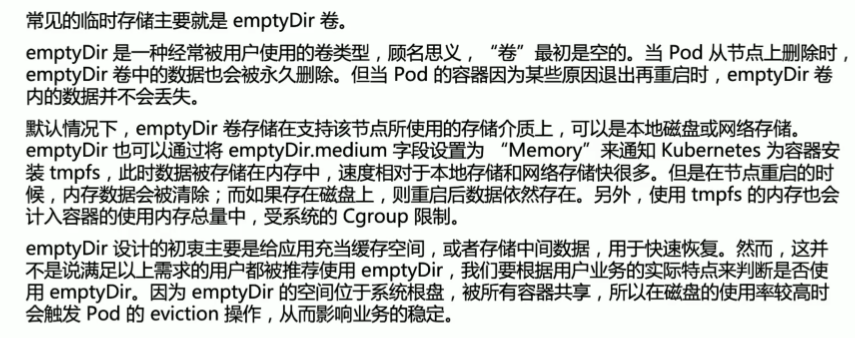 常见的临时存储主要就是 emptyDir 卷。
emptyDir 是一种经常被用户使用的卷类型，顾名思义，“卷”最初是空的。当 Pod 从节点上删除时，
emptyDir 卷中的数据也会被永久删除。但当 Pod 的容器因为某些原因退出再重启时，emptyDir 卷
内的数据并不会丢失。
默认情况下，emptyDir 卷存储在支持该节点所使用的存储介质上，可以是本地磁盘或网络存储。
emptyDir 也可以通过将 emptyDir.medium 字段设置为 “Memory”来通知 Kubernetes 为容器安
装 tmpfs，此时数据被存储在内存中，速度相对于本地存储和网络存储快很多。但是在节点重启的时
候，内存数据会被清除；而如果存在磁盘上，则重启后数据依然存在。另外，使用 tmpfs 的内存也会
计入容器的使用内存总量中，受系统的 Cgroup 限制。
emptyDir 设计的初衷主要是给应用充当缓存空间，或者存储中间数据，用于快速恢复。然而，这并
不是说满足以上需求的用户都被推荐使用 emptyDir，我们要根据用户业务的实际特点来判断是否使
用 emptyDir。因为 emptyDir 的空间位于系统根盘，被所有容器共享，所以在磁盘的使用率较高时
会触发 Pod 的 eviction 操作，从而影响业务的稳定。